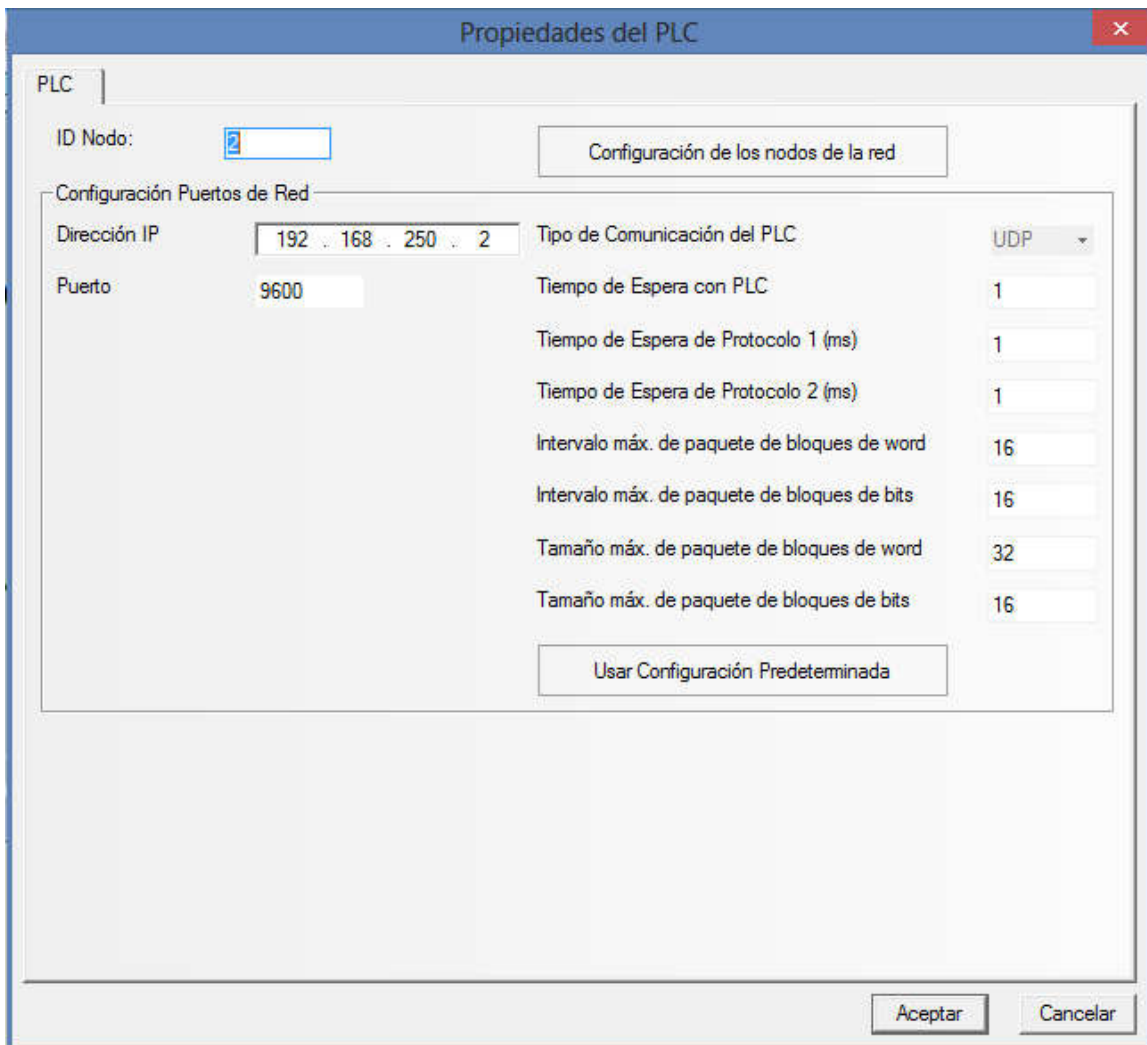 Propiedades del PLC
PLC
ID Nodo: 2
Configuración de los nodos de la red
Configuración Puertos de Red
Dirección IP 192 . 168 . 250 . 2 Tipo de Comunicación del PLC UDP
Puerto 9600 Tiempo de Espera con PLC 1
Tiempo de Espera de Protocolo 1 (ms) 1
Tiempo de Espera de Protocolo 2 (ms) 1
Intervalo máx. de paquete de bloques de word 16
Intervalo máx. de paquete de bloques de bits 16
Tamaño máx. de paquete de bloques de word 32
Tamaño máx. de paquete de bloques de bits 16
Usar Configuración Predeterminada
Aceptar Cancelar